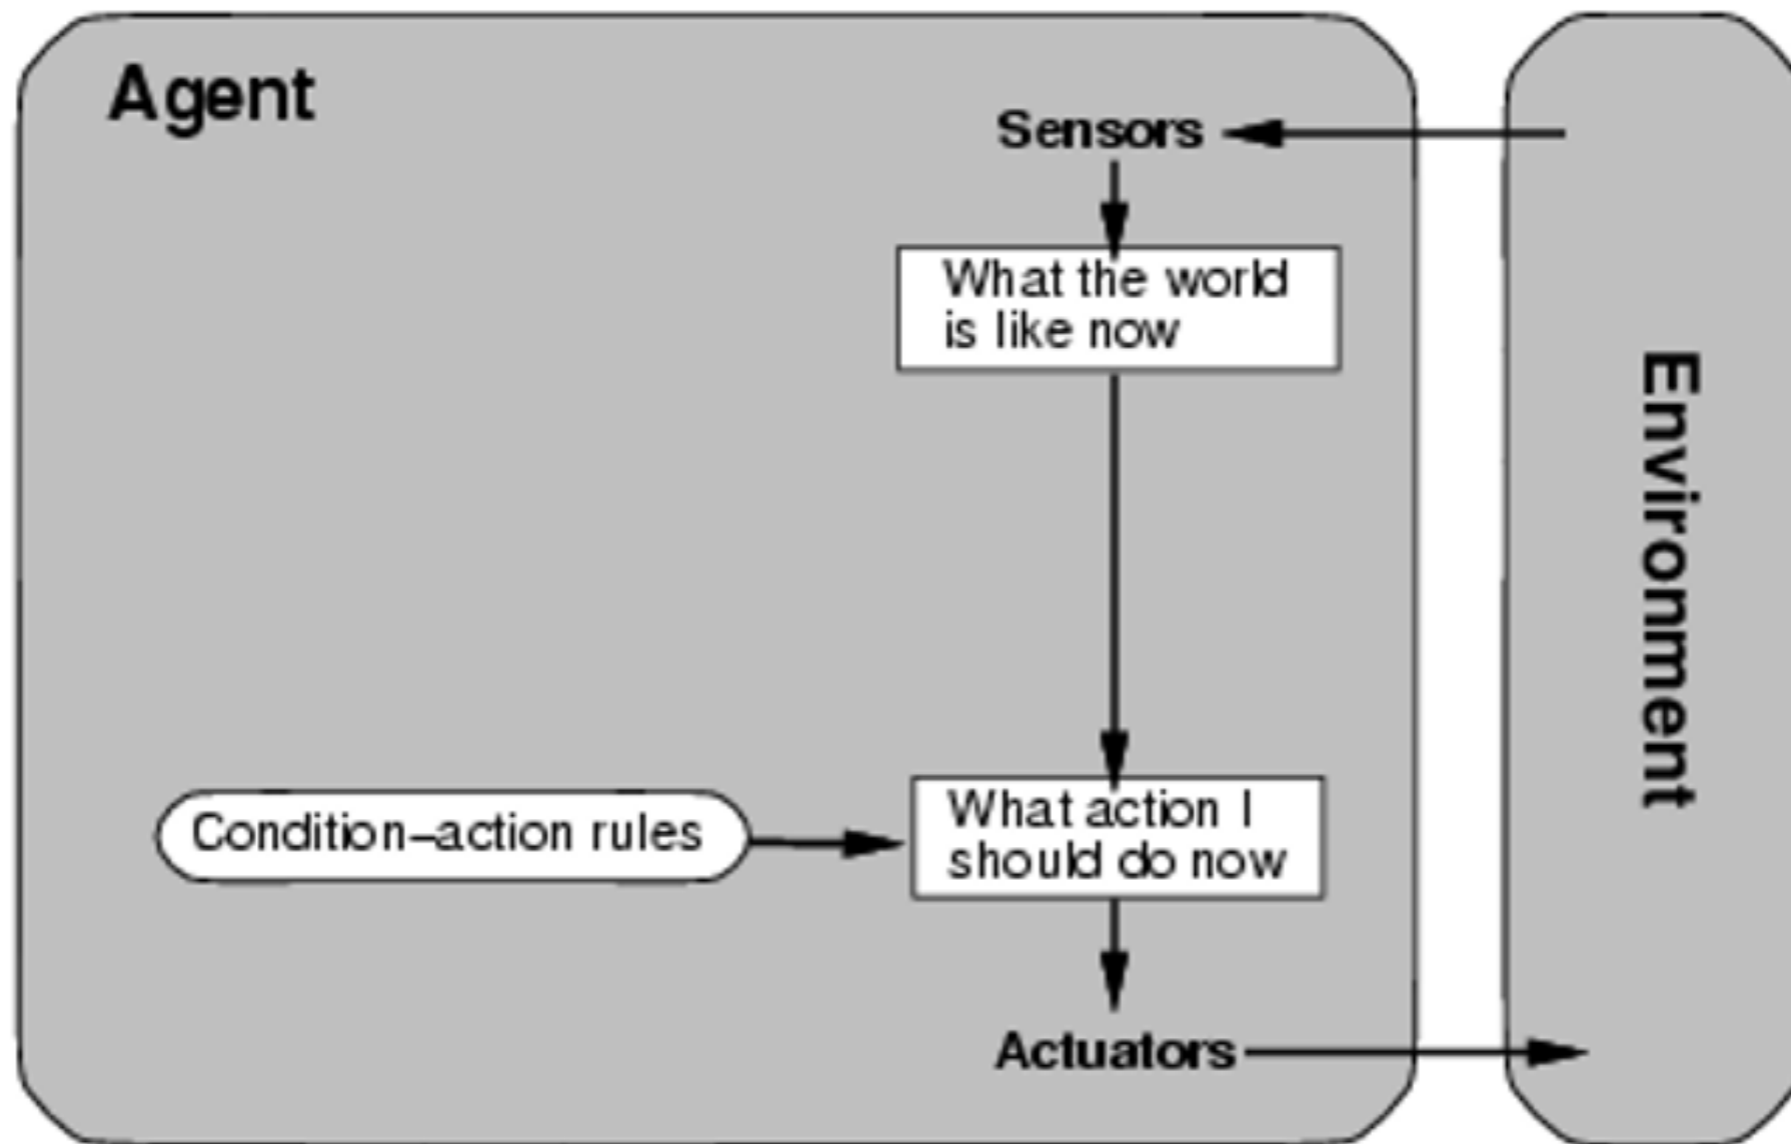 Agent
Sensors
What the world
is like now
Environment
Condition–action rules
What action I
should do now
Actuators